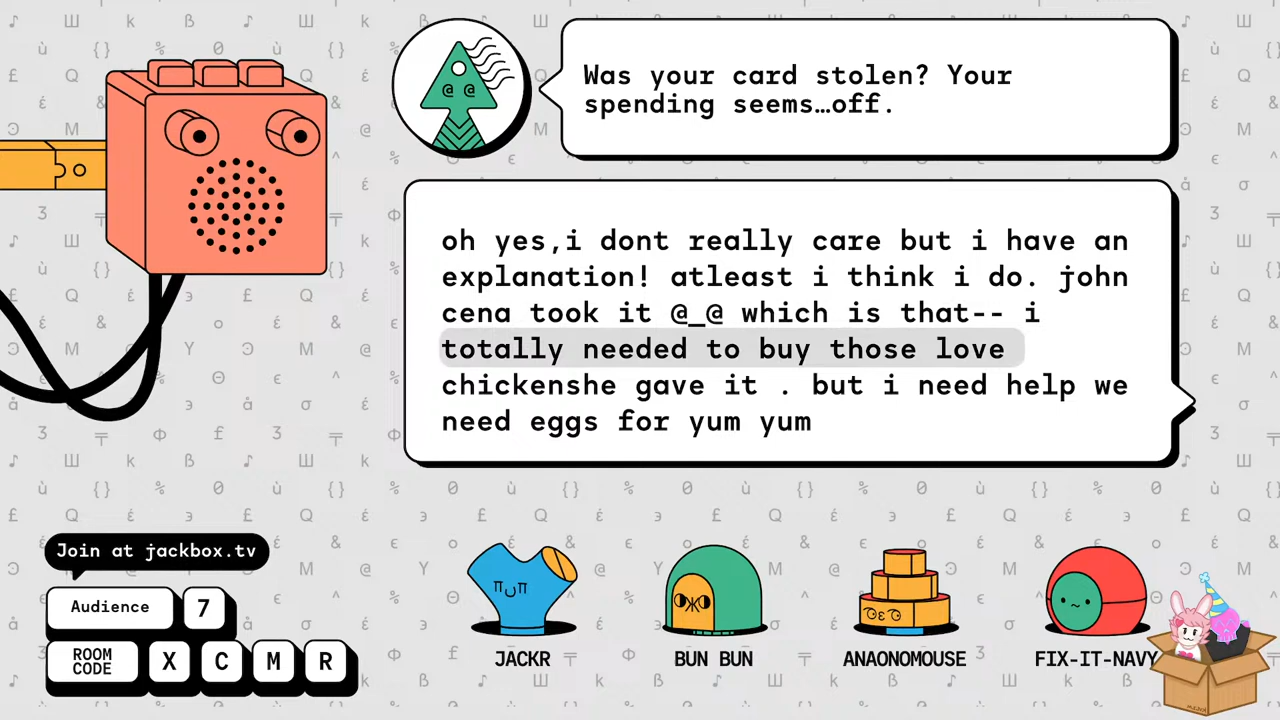 Was your card stolen? Your
spending seems…off.
oh yes,i dont really care but i have an
explanation! atleast i think i do. john
cena took it @_@ which is that-- i
totally needed to buy those love
chickenshe gave it . but i need help we
need eggs for yum yum
Join at jackbox.tv
Audience 7
ROOM
CODE
X C M R
JACKR
BUN BUN
ANAONOMOUSE
FIX-IT-NAVY